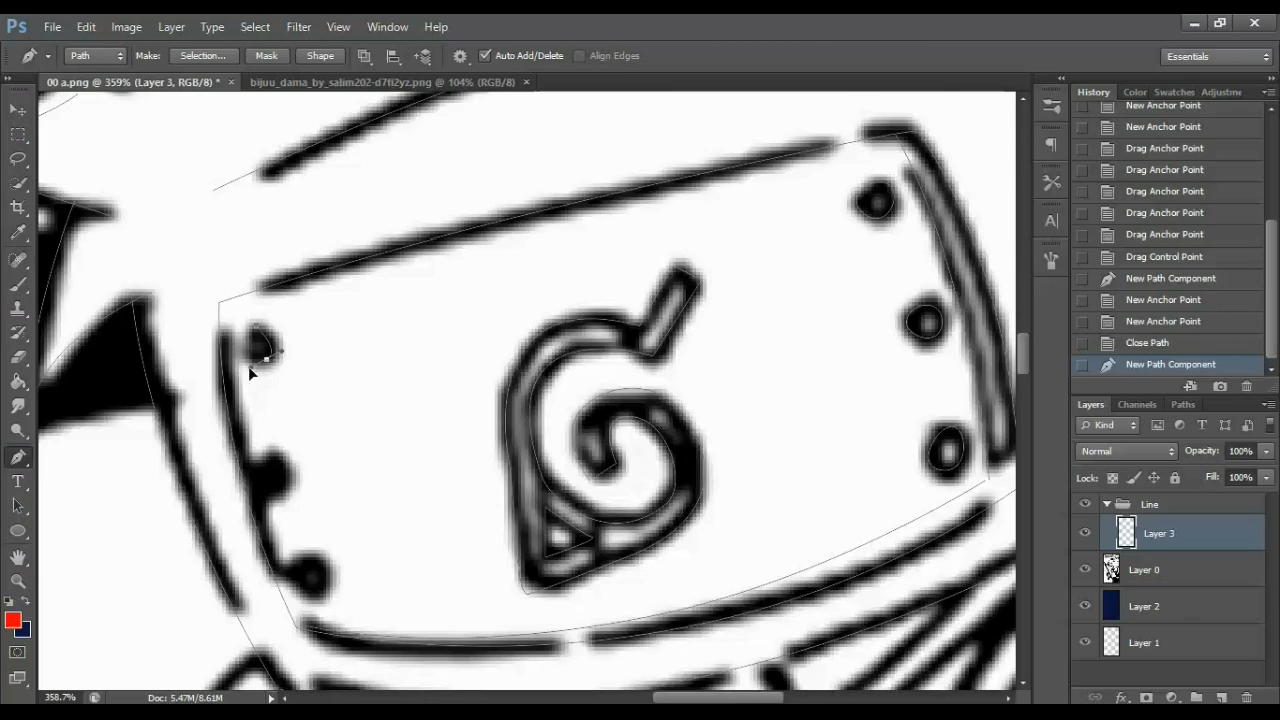 Ps File Edit Image Layer Type Select Filter View Window Help
Path Make: Selection... Mask Shape Auto Add/Delete Align Edges Essentials
00 a.png @ 359% (Layer 3, RGB/8) * × bijuu_dama_by_salim202-d7fi2yz.png @ 104% (RGB/8) ×
History Color Swatches Adjustme
New Anchor Point
New Anchor Point
Drag Anchor Point
Drag Anchor Point
Drag Anchor Point
Drag Anchor Point
Drag Anchor Point
Drag Control Point
New Path Component
New Anchor Point
New Anchor Point
Close Path
New Path Component
Layers Channels Paths
Kind
Normal Opacity: 100%
Lock: Fill: 100%
Line
Layer 3
Layer 0
Layer 2
Layer 1
358.7% Doc: 5.47M/8.61M